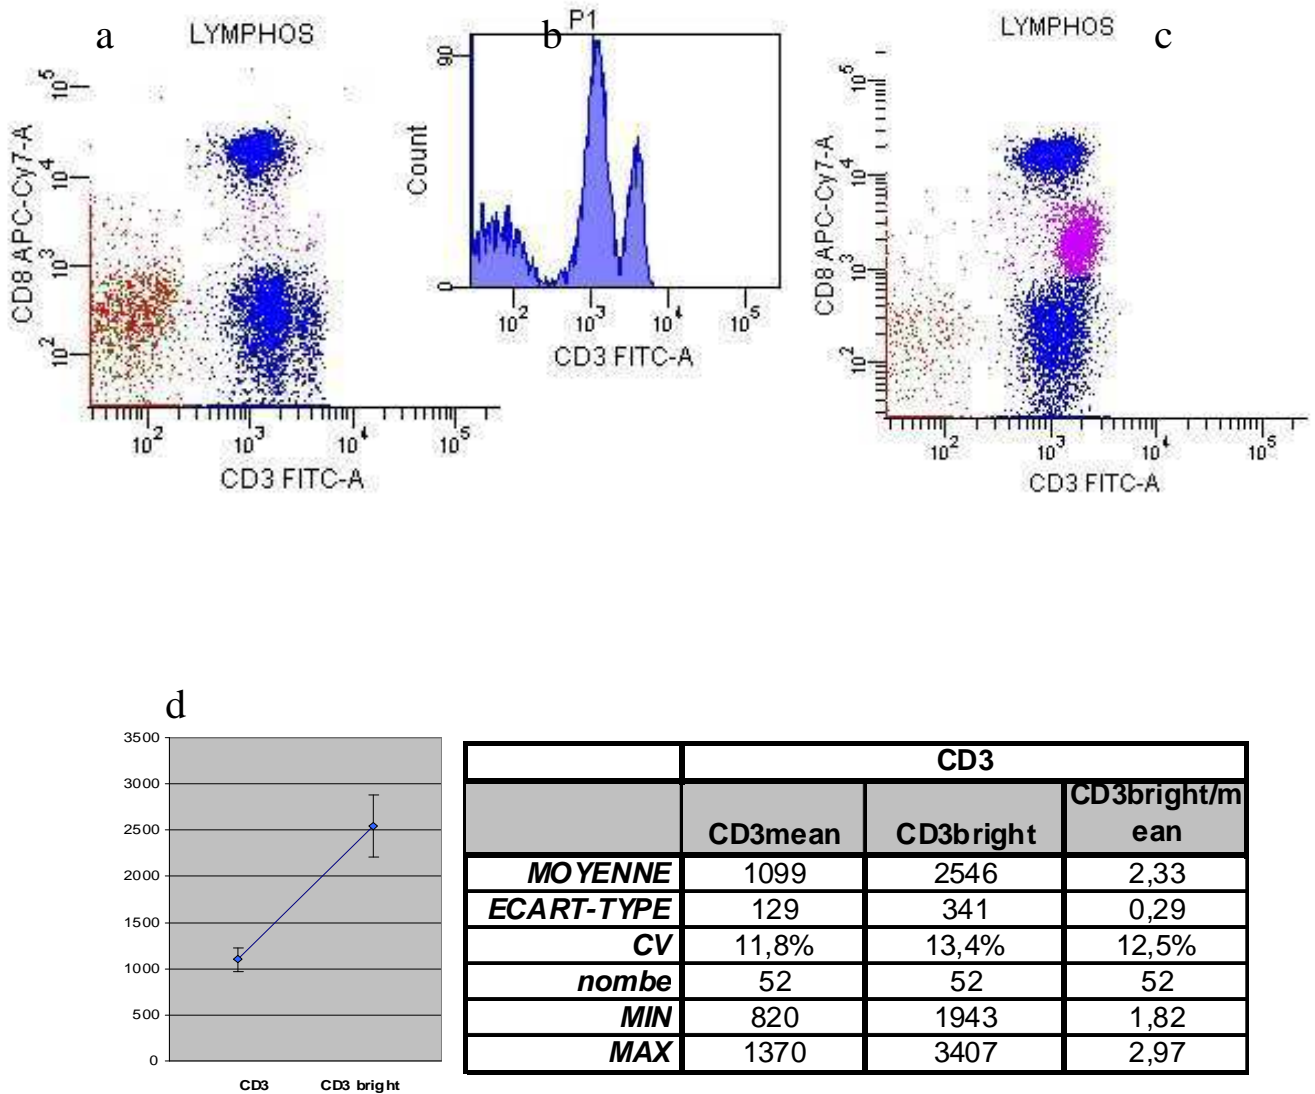 a
LYMPHOS
CD8 APC-Cy7-A
10^5
10^4
10^3
10^2
10^2 10^3 10^4 10^5
CD3 FITC-A
b
P1
Count
90
0
10^2 10^3 10^4 10^5
CD3 FITC-A
c
LYMPHOS
CD8 APC-Cy7-A
10^5
10^4
10^3
10^2
10^2 10^3 10^4 10^5
CD3 FITC-A
d
3500
3000
2500
2000
1500
1000
500
0
CD3 CD3 bright
CD3
CD3mean CD3bright CD3bright/m
ean
MOYENNE 1099 2546 2,33
ECART-TYPE 129 341 0,29
CV 11,8% 13,4% 12,5%
nombe 52 52 52
MIN 820 1943 1,82
MAX 1370 3407 2,97